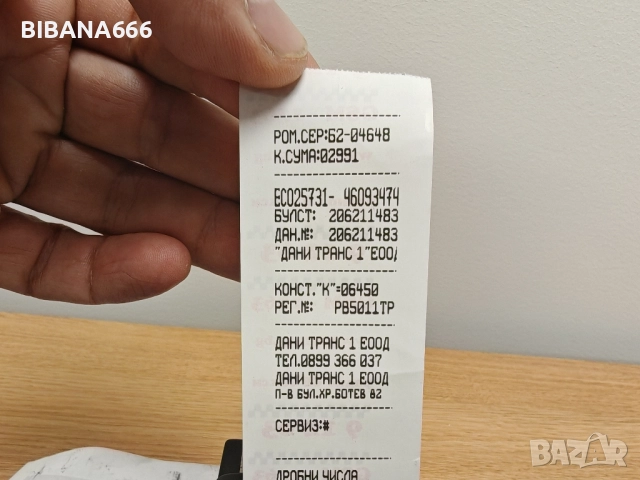 BIBANA666
РОМ.СЕР:Б2-04648
К.СУМА:02991
ЕС025731- 46093474
БУЛСТ: 206211483
ДАН.№: 206211483
"ДАНИ ТРАНС 1"ЕООД
КОНСТ."К"=06450
РЕГ.№: РВ5011ТР
ДАНИ ТРАНС 1 ЕООД
ТЕЛ.0899 366 037
ДАНИ ТРАНС 1 ЕООД
П-В БУЛ.ХР.БОТЕВ 82
СЕРВИЗ:#
ДРОБНИ ЧИСЛА
BAZAR